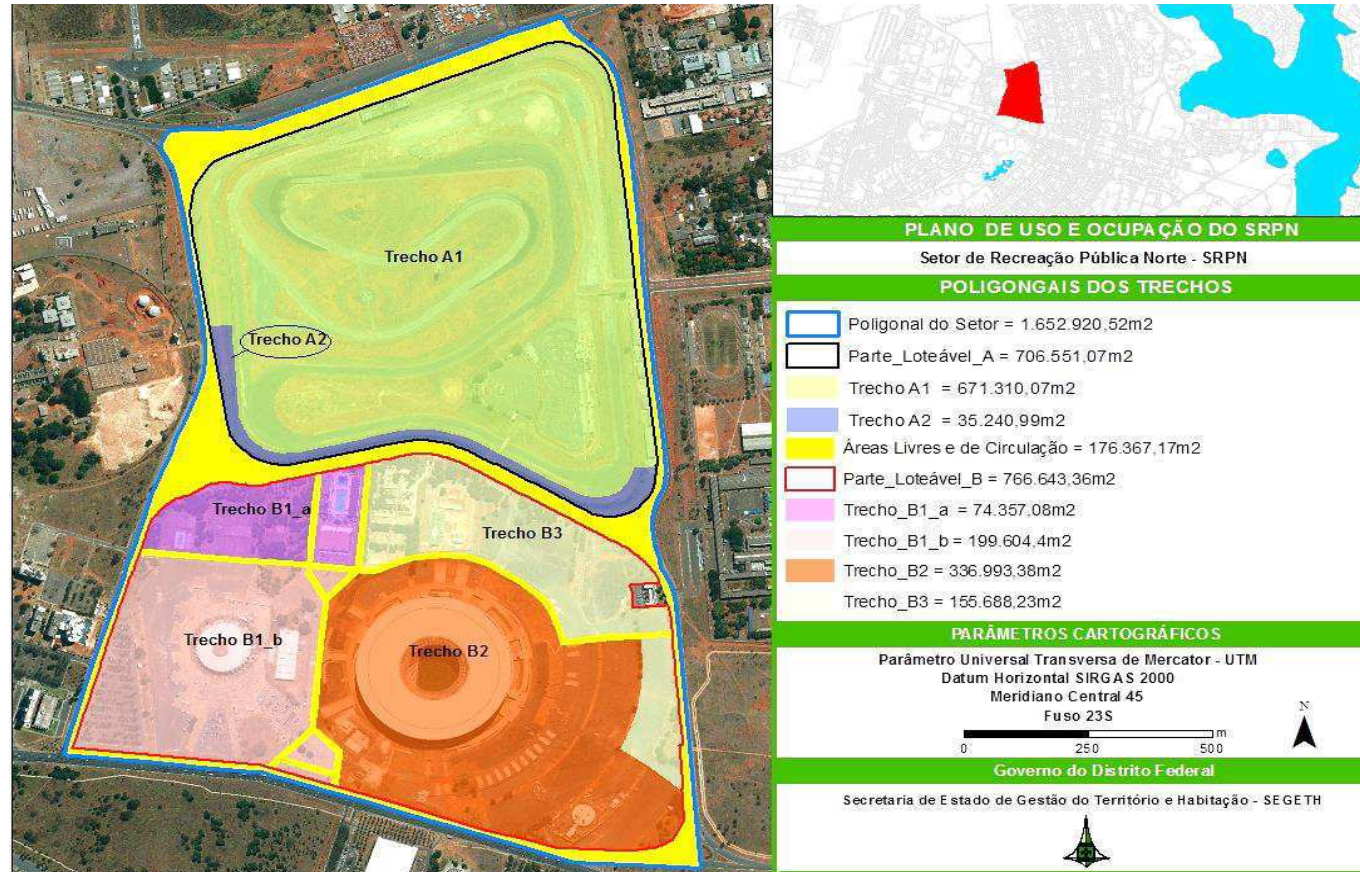 Trecho A1
Trecho A2
Trecho B1_a
Trecho B3
Trecho B1_b
Trecho B2
PLANO DE USO E OCUPAÇÃO DO SRPN
Setor de Recreação Pública Norte - SRPN
POLIGONGAIS DOS TRECHOS
Poligonal do Setor = 1.652.920,52m2
Parte_Loteável_A = 706.551,07m2
Trecho A1 = 671.310,07m2
Trecho A2 = 35.240,99m2
Áreas Livres e de Circulação = 176.367,17m2
Parte_Loteável_B = 766.643,36m2
Trecho_B1_a = 74.357,08m2
Trecho_B1_b = 199.604,4m2
Trecho_B2 = 336.993,38m2
Trecho_B3 = 155.688,23m2
PARÂMETROS CARTOGRÁFICOS
Parâmetro Universal Transversa de Mercator - UTM
Datum Horizontal SIRGAS 2000
Meridiano Central 45
Fuso 23S
N
m
0 250 500
Governo do Distrito Federal
Secretaria de Estado de Gestão do Território e Habitação - SEGETH